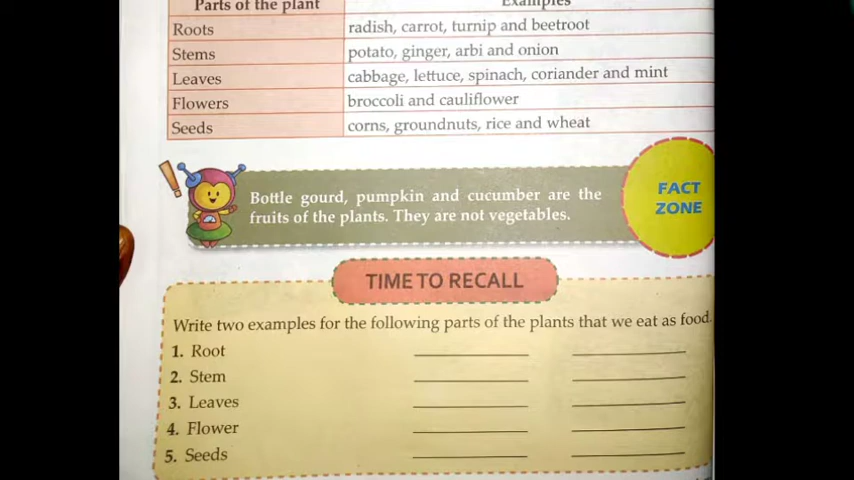 Parts of the plant Examples
Roots radish, carrot, turnip and beetroot
Stems potato, ginger, arbi and onion
Leaves cabbage, lettuce, spinach, coriander and mint
Flowers broccoli and cauliflower
Seeds corns, groundnuts, rice and wheat
Bottle gourd, pumpkin and cucumber are the
fruits of the plants. They are not vegetables.
FACT
ZONE
TIME TO RECALL
Write two examples for the following parts of the plants that we eat as food.
1. Root
2. Stem
3. Leaves
4. Flower
5. Seeds